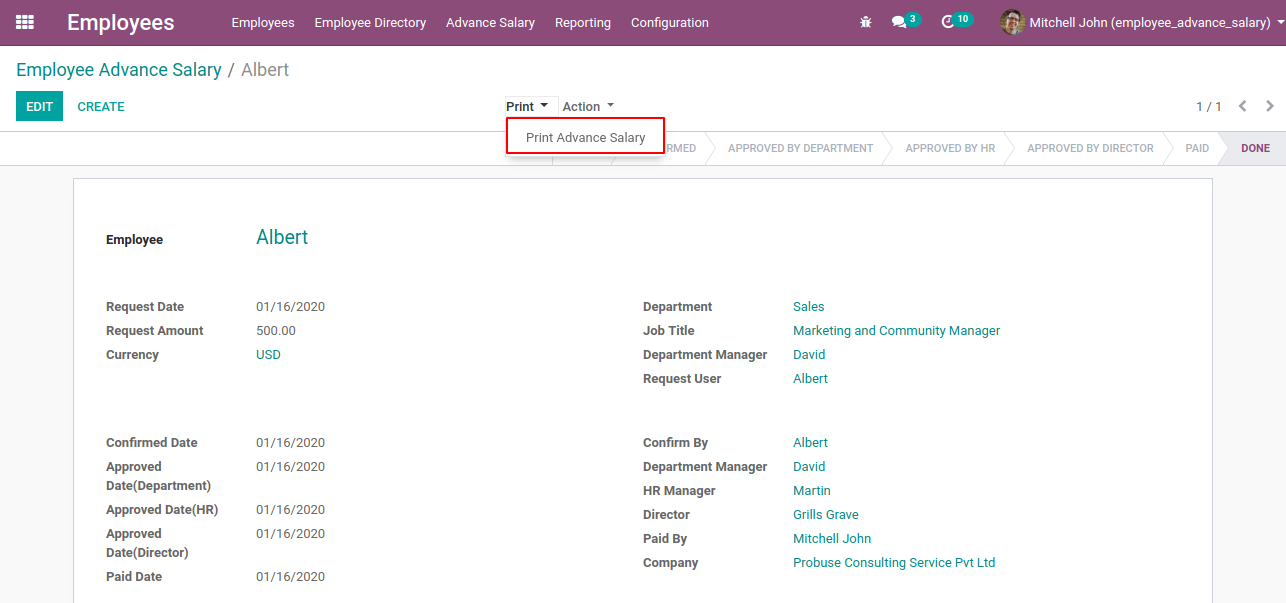 Employees Employees Employee Directory Advance Salary Reporting Configuration 3 10 Mitchell John (employee_advance_salary)
Employee Advance Salary / Albert
EDIT CREATE Print Action 1 / 1
Print Advance Salary
RMED APPROVED BY DEPARTMENT APPROVED BY HR APPROVED BY DIRECTOR PAID DONE
Employee Albert
Request Date 01/16/2020 Department Sales
Request Amount 500.00 Job Title Marketing and Community Manager
Currency USD Department Manager David
Request User Albert
Confirmed Date 01/16/2020 Confirm By Albert
Approved 01/16/2020 Department Manager David
Date(Department)
HR Manager Martin
Approved Date(HR) 01/16/2020 Director Grills Grave
Approved 01/16/2020 Paid By Mitchell John
Date(Director)
Company Probuse Consulting Service Pvt Ltd
Paid Date 01/16/2020